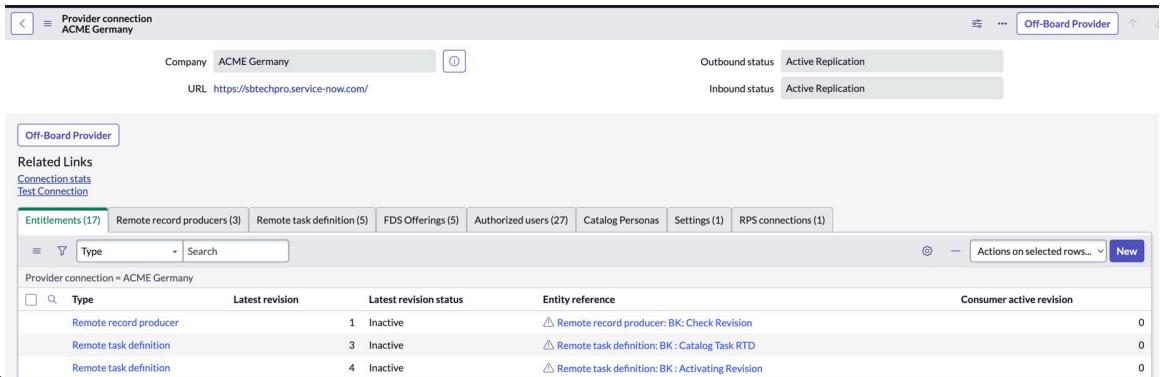 Provider connection
ACME Germany
Off-Board Provider
Company ACME Germany Outbound status Active Replication
URL https://sbtechpro.service-now.com/ Inbound status Active Replication
Off-Board Provider
Related Links
Connection stats
Test Connection
Entitlements (17) Remote record producers (3) Remote task definition (5) FDS Offerings (5) Authorized users (27) Catalog Personas Settings (1) RPS connections (1)
Type Search Actions on selected rows... New
Provider connection = ACME Germany
Type Latest revision Latest revision status Entity reference Consumer active revision
Remote record producer 1 Inactive Remote record producer: BK: Check Revision 0
Remote task definition 3 Inactive Remote task definition: BK : Catalog Task RTD 0
Remote task definition 4 Inactive Remote task definition: BK : Activating Revision 0